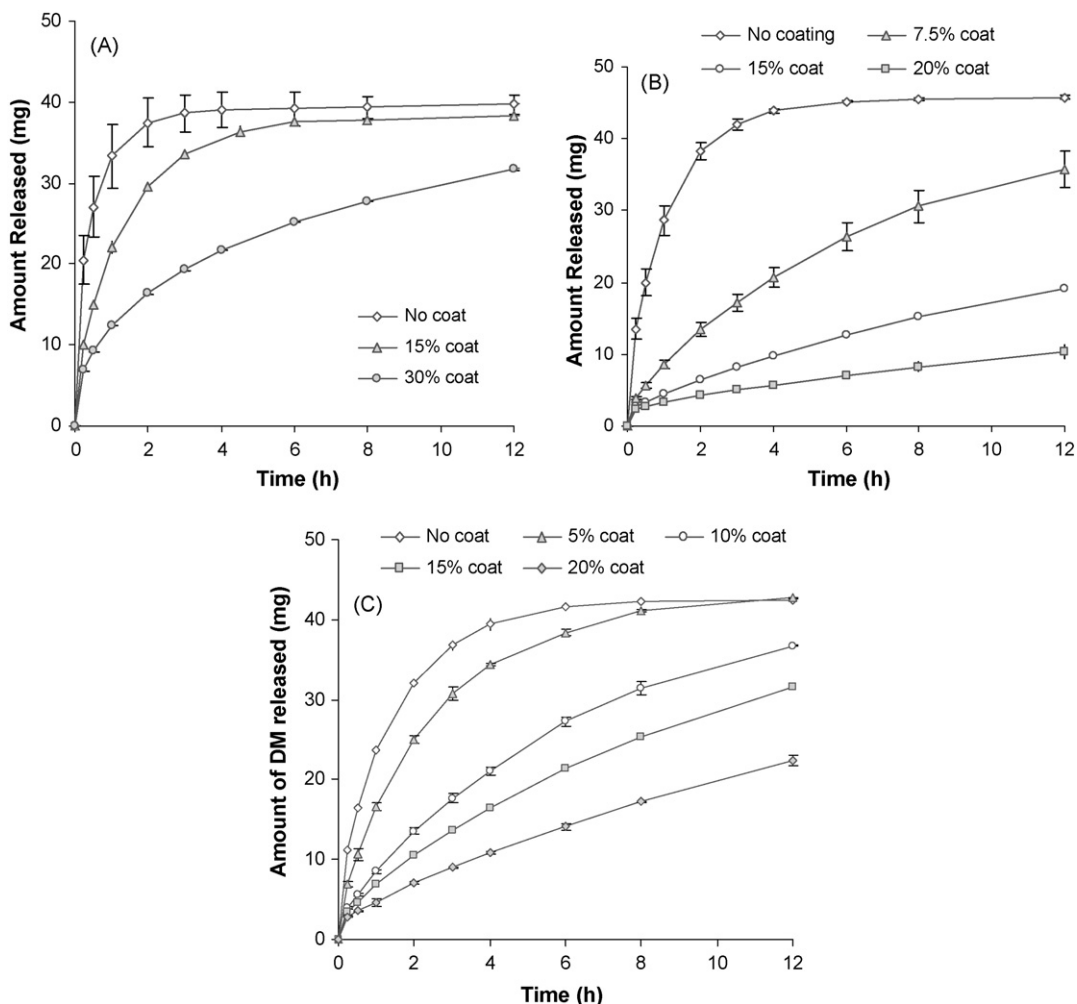 (A)
Amount Released (mg)
50
40
30
20
10
0
0 2 4 6 8 10 12
Time (h)
No coat
15% coat
30% coat
(B)
No coating 7.5% coat
15% coat 20% coat
Amount Released (mg)
50
40
30
20
10
0
0 2 4 6 8 10 12
Time (h)
(C)
No coat 5% coat 10% coat
15% coat 20% coat
Amount of DM released (mg)
50
40
30
20
10
0
0 2 4 6 8 10 12
Time (h)